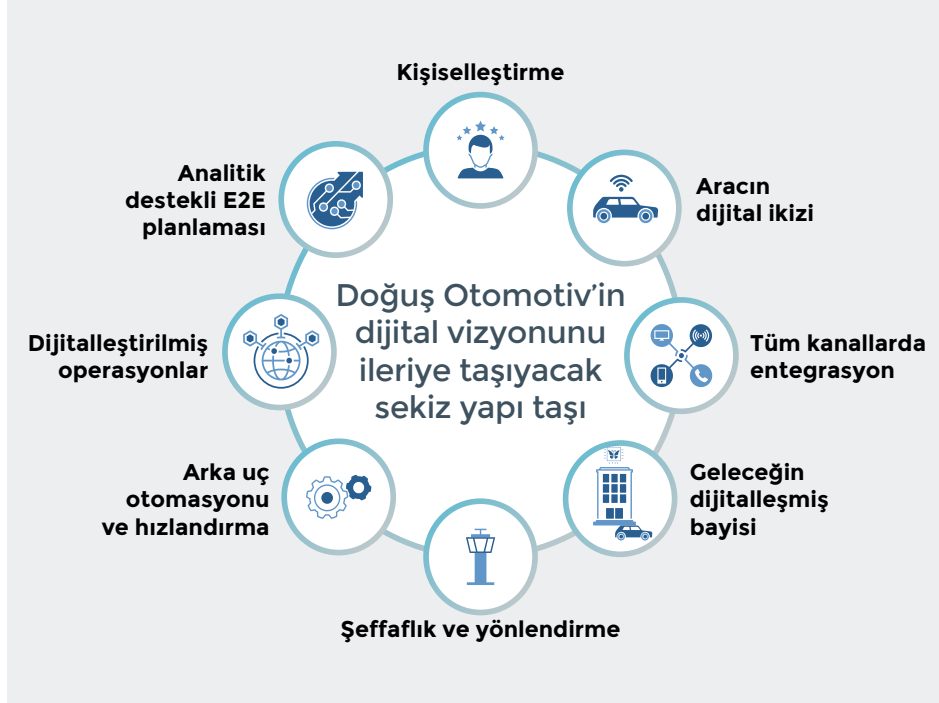 Kişiselleştirme
Aracın
dijital ikizi
Tüm kanallarda
entegrasyon
Geleceğin
dijitalleşmiş
bayisi
Şeffaflık ve yönlendirme
Arka uç
otomasyonu
ve hızlandırma
Dijitalleştirilmiş
operasyonlar
Analitik
destekli E2E
planlaması
Doğuş Otomotiv’in
dijital vizyonunu
ileriye taşıyacak
sekiz yapı taşı